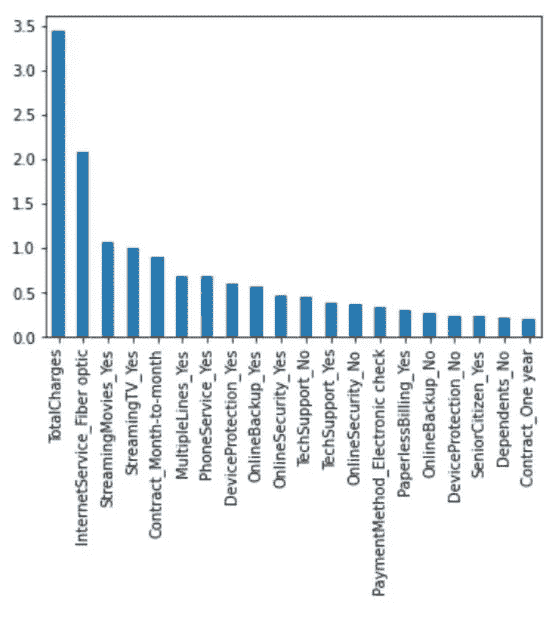 3.5
3.0
2.5
2.0
1.5
1.0
0.5
0.0
TotalCharges
InternetService_Fiber optic
StreamingMovies_Yes
StreamingTV_Yes
Contract_Month-to-month
MultipleLines_Yes
PhoneService_Yes
DeviceProtection_Yes
OnlineBackup_Yes
OnlineSecurity_Yes
TechSupport_No
TechSupport_Yes
OnlineSecurity_No
PaymentMethod_Electronic check
PaperlessBilling_Yes
OnlineBackup_No
DeviceProtection_No
SeniorCitizen_Yes
Dependents_No
Contract_One year